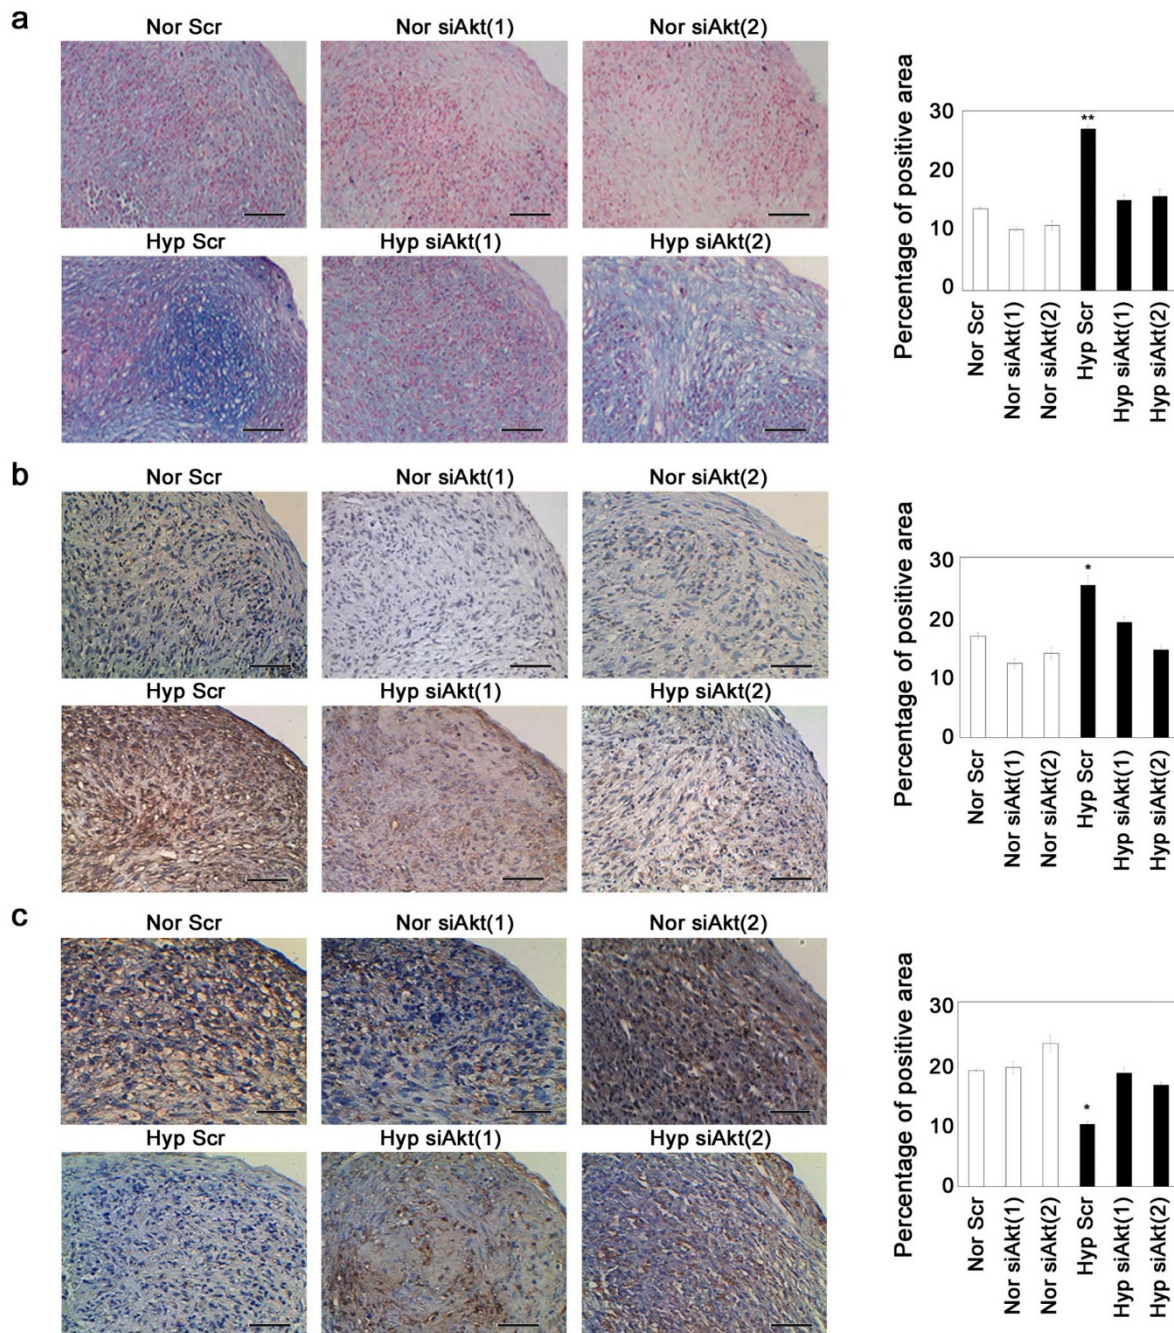 a
Nor Scr
Nor siAkt(1)
Nor siAkt(2)
Hyp Scr
Hyp siAkt(1)
Hyp siAkt(2)
Percentage of positive area
30
**
20
10
0
Nor Scr
Nor siAkt(1)
Nor siAkt(2)
Hyp Scr
Hyp siAkt(1)
Hyp siAkt(2)
b
Nor Scr
Nor siAkt(1)
Nor siAkt(2)
Hyp Scr
Hyp siAkt(1)
Hyp siAkt(2)
Percentage of positive area
30
*
20
10
0
Nor Scr
Nor siAkt(1)
Nor siAkt(2)
Hyp Scr
Hyp siAkt(1)
Hyp siAkt(2)
c
Nor Scr
Nor siAkt(1)
Nor siAkt(2)
Hyp Scr
Hyp siAkt(1)
Hyp siAkt(2)
Percentage of positive area
30
20
10
*
0
Nor Scr
Nor siAkt(1)
Nor siAkt(2)
Hyp Scr
Hyp siAkt(1)
Hyp siAkt(2)